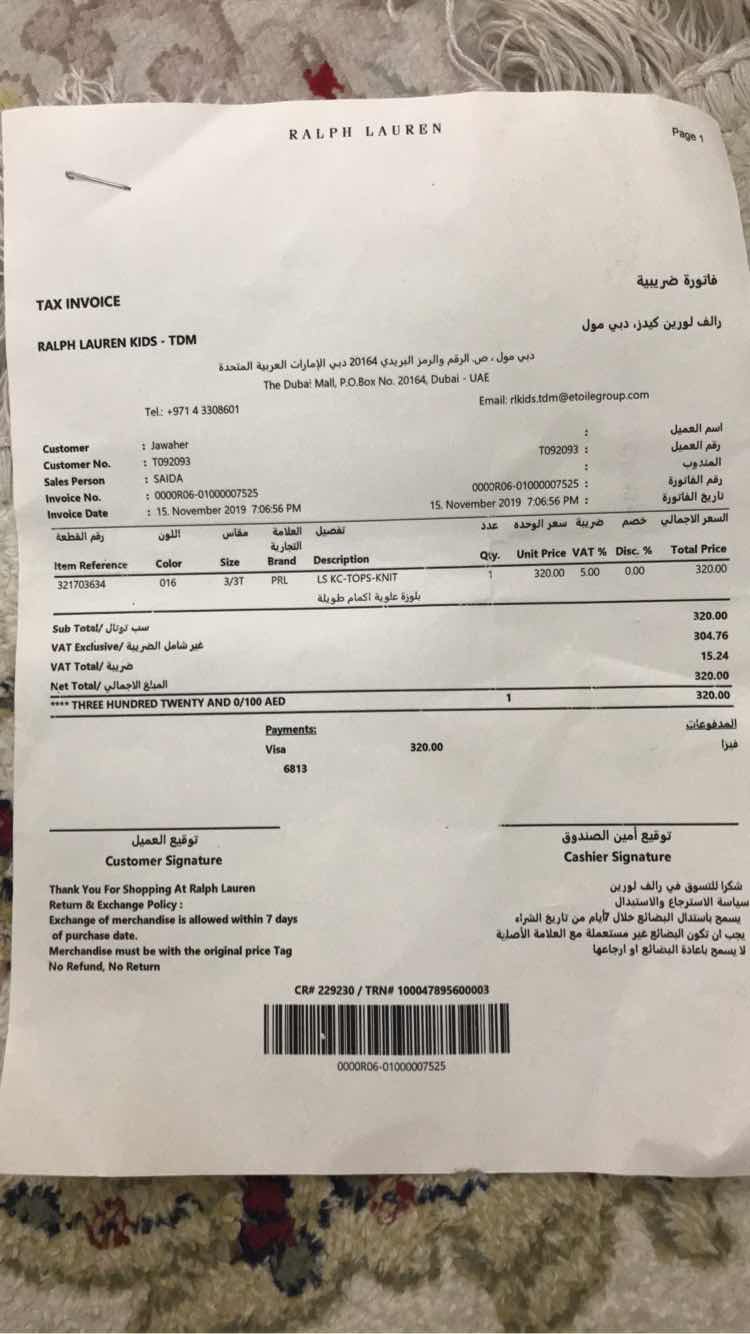 RALPH LAUREN
Page 1
فاتورة ضريبية
TAX INVOICE
رالف لورين كيدز، دبي مول
RALPH LAUREN KIDS - TDM
دبي مول ، ص. الرقم والرمز البريدي 20164 دبي الإمارات العربية المتحدة
The Dubai Mall, P.O.Box No. 20164, Dubai - UAE
Tel.: +971 4 3308601 Email: rlkids.tdm@etoilegroup.com
Customer : Jawaher : اسم العميل
Customer No. : T092093 T092093 : رقم العميل
Sales Person : SAIDA : المندوب
Invoice No. : 0000R06-01000007525 0000R06-01000007525 : رقم الفاتورة
Invoice Date : 15. November 2019 7:06:56 PM 15. November 2019 7:06:56 PM : تاريخ الفاتورة
رقم القطعة اللون مقاس العلامة التجارية تفصيل عدد سعر الوحده ضريبة خصم السعر الاجمالي
Item Reference Color Size Brand Description Qty. Unit Price VAT % Disc. % Total Price
321703634 016 3/3T PRL LS KC-TOPS-KNIT 1 320.00 5.00 0.00 320.00
بلوزة علوية اكمام طويلة
Sub Total/ سب توتال 320.00
VAT Exclusive/ غير شامل الضريبة 304.76
VAT Total/ ضريبة 15.24
Net Total/ المبلغ الاجمالي 320.00
**** THREE HUNDRED TWENTY AND 0/100 AED 1 320.00
Payments: المدفوعات
Visa 320.00 فيزا
6813
توقيع العميل توقيع أمين الصندوق
Customer Signature Cashier Signature
Thank You For Shopping At Ralph Lauren شكرا للتسوق في رالف لورين
Return & Exchange Policy : سياسة الاسترجاع والاستبدال
Exchange of merchandise is allowed within 7 days يسمح باستدال البضائع خلال 7أيام من تاريخ الشراء
of purchase date. يجب ان تكون البضائع غير مستعملة مع العلامة الأصلية
Merchandise must be with the original price Tag لا يسمح باعادة البضائع او ارجاعها
No Refund, No Return
CR# 229230 / TRN# 100047895600003
0000R06-01000007525